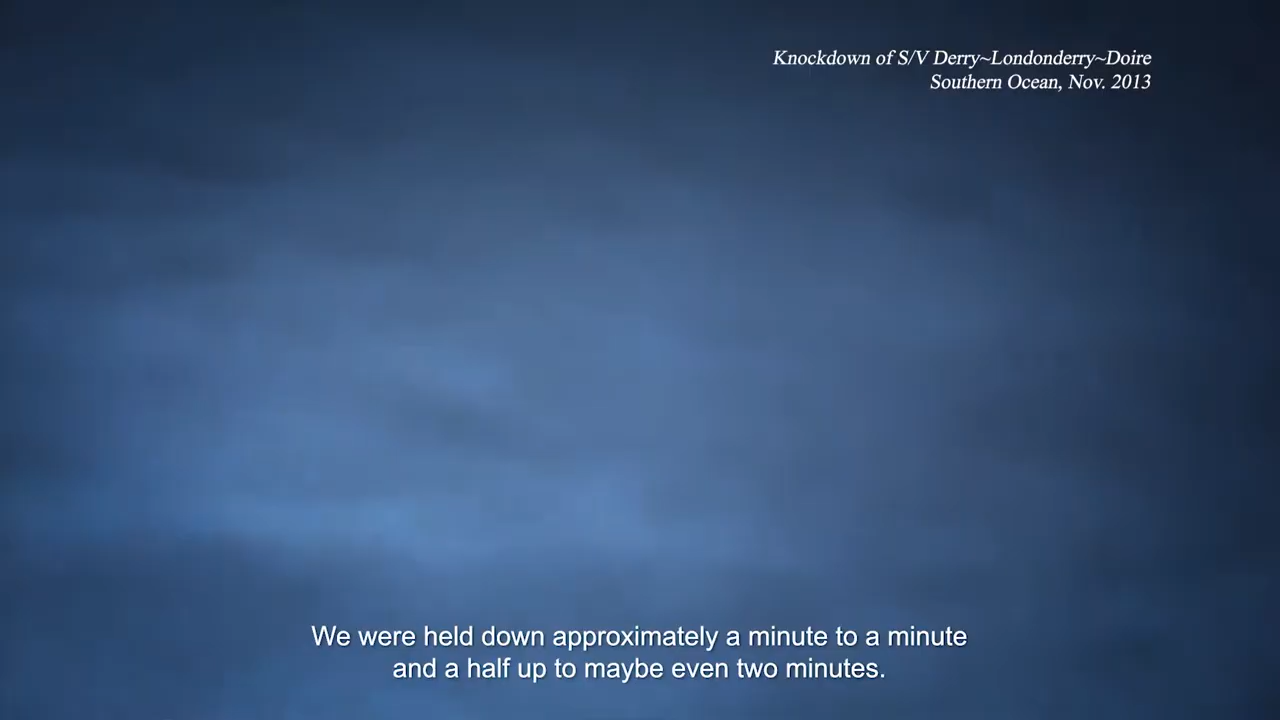 Knockdown of S/V Derry~Londonderry~Doire
Southern Ocean, Nov. 2013
We were held down approximately a minute to a minute
and a half up to maybe even two minutes.